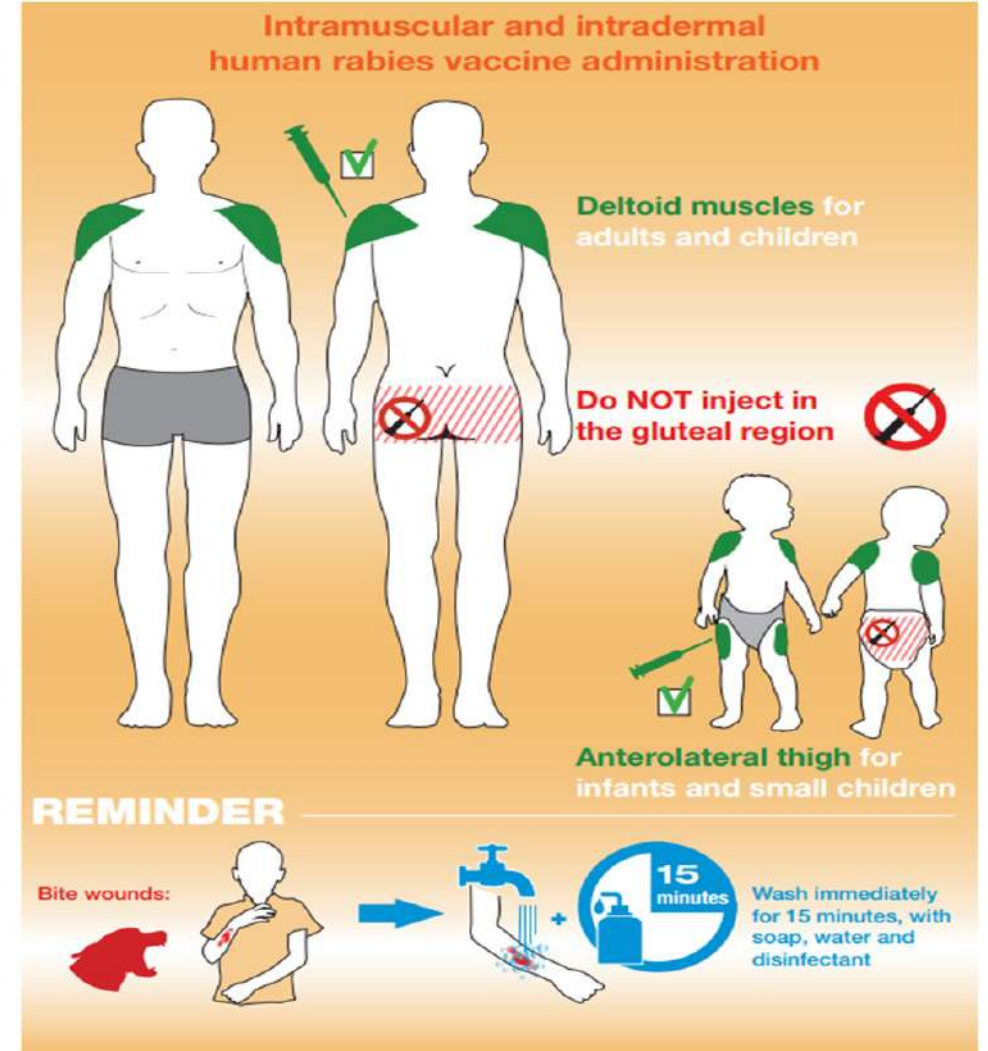 Intramuscular and intradermal
human rabies vaccine administration
Deltoid muscles for
adults and children
Do NOT inject in
the gluteal region
Anterolateral thigh for
infants and small children
REMINDER
Bite wounds:
15
minutes
+
Wash immediately
for 15 minutes, with
soap, water and
disinfectant